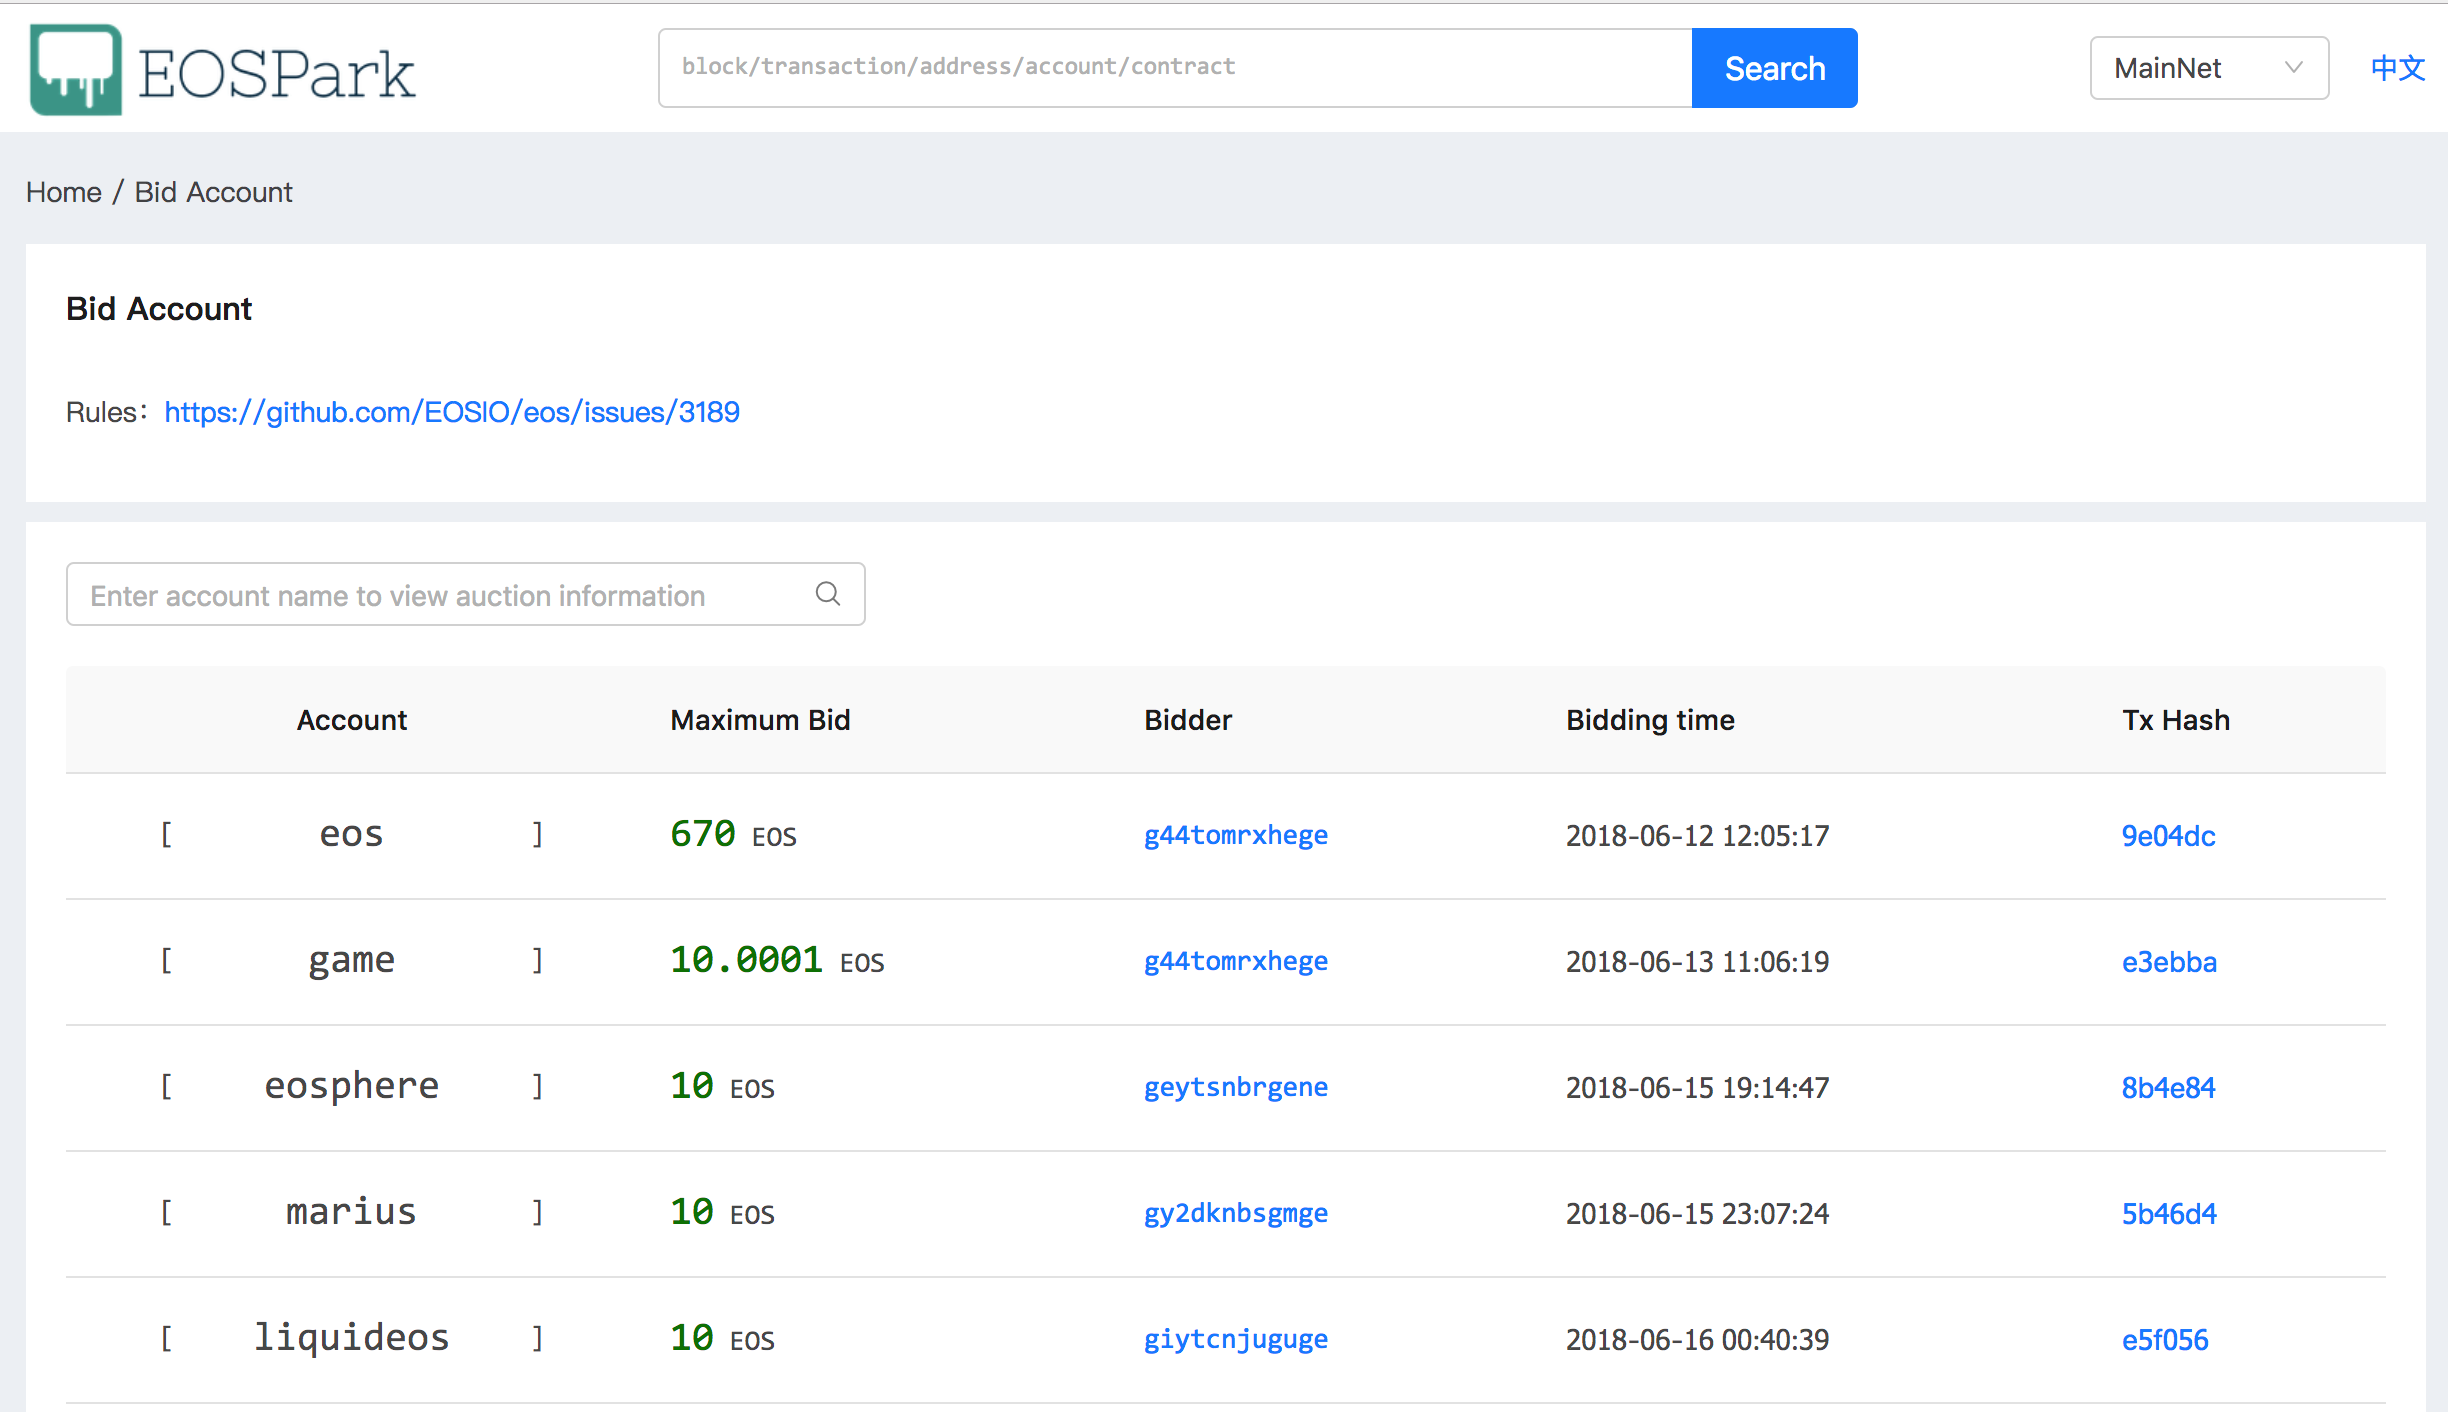 EOSPark
block/transaction/address/account/contract
Search
MainNet
中文
Home / Bid Account
Bid Account
Rules：https://github.com/EOSIO/eos/issues/3189
Enter account name to view auction information
Account Maximum Bid Bidder Bidding time Tx Hash
[ eos ] 670 EOS g44tomrxhege 2018-06-12 12:05:17 9e04dc
[ game ] 10.0001 EOS g44tomrxhege 2018-06-13 11:06:19 e3ebba
[ eosphere ] 10 EOS geytsnbrgene 2018-06-15 19:14:47 8b4e84
[ marius ] 10 EOS gy2dknbsgmge 2018-06-15 23:07:24 5b46d4
[ liquideos ] 10 EOS giytcnjuguge 2018-06-16 00:40:39 e5f056